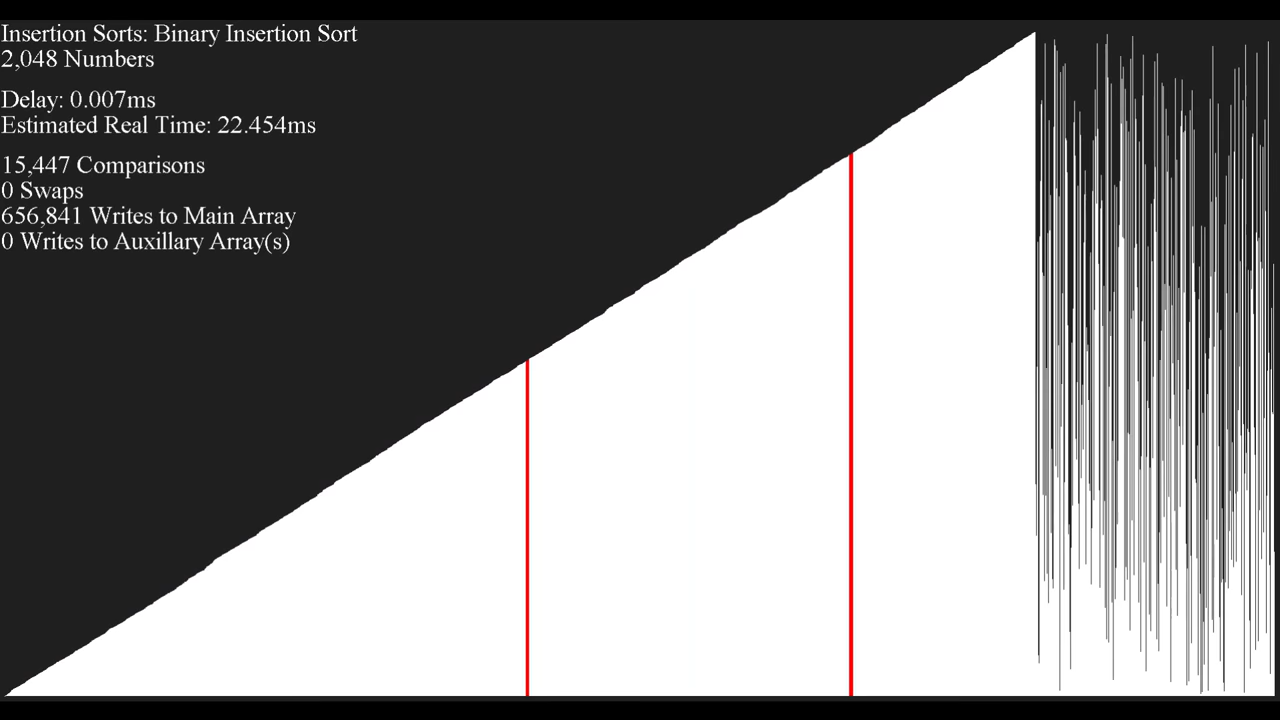 Insertion Sorts: Binary Insertion Sort
2,048 Numbers
Delay: 0.007ms
Estimated Real Time: 22.454ms
15,447 Comparisons
0 Swaps
656,841 Writes to Main Array
0 Writes to Auxillary Array(s)